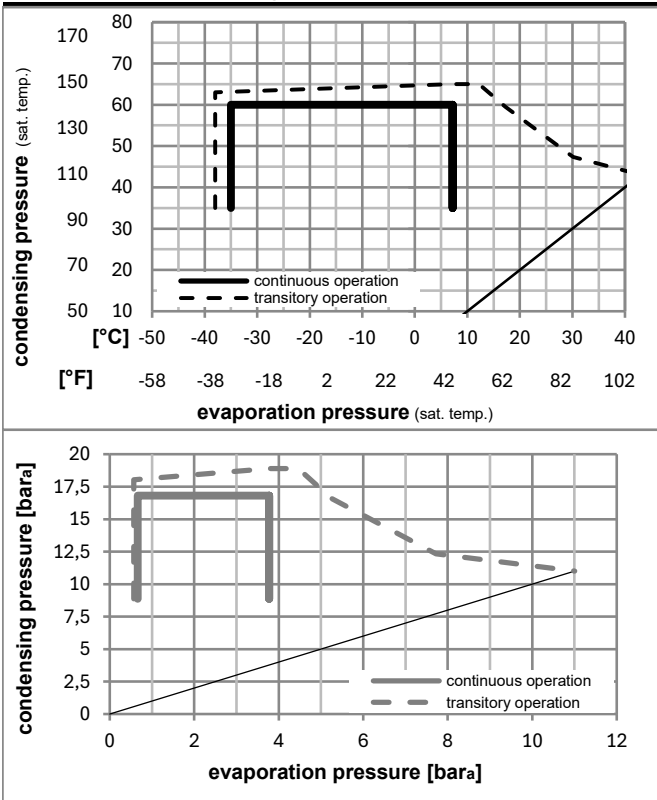 condensing pressure (sat. temp.)
170 80
70
150 60
130 50
110 40
90 30
70 20
50 10
continuous operation
transitory operation
[°C] -50 -40 -30 -20 -10 0 10 20 30 40
[°F] -58 -38 -18 2 22 42 62 82 102
evaporation pressure (sat. temp.)
condensing pressure [bara]
20
17,5
15
12,5
10
7,5
5
2,5
0
continuous operation
transitory operation
0 2 4 6 8 10 12
evaporation pressure [bara]